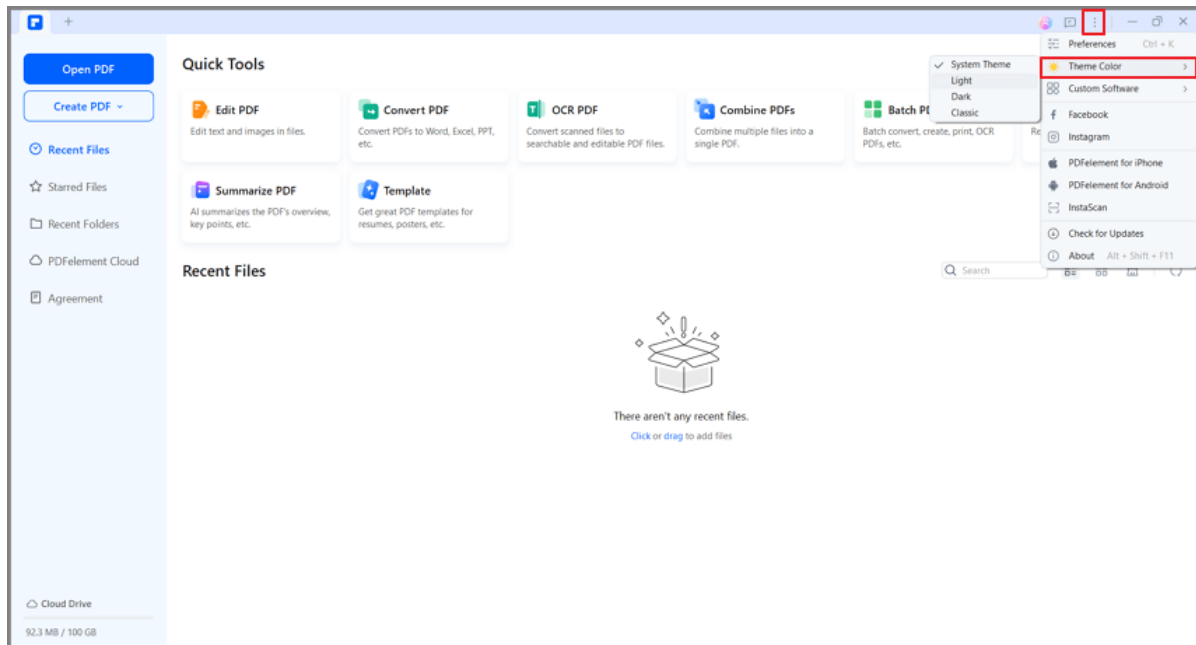 Open PDF
Create PDF
Recent Files
Starred Files
Recent Folders
PDFelement Cloud
Agreement
Cloud Drive
92.3 MB / 100 GB
Quick Tools
Edit PDF
Edit text and images in files.
Convert PDF
Convert PDFs to Word, Excel, PPT,
etc.
OCR PDF
Convert scanned files to
searchable and editable PDF files.
Combine PDFs
Combine multiple files into a
single PDF.
Batch
Batch convert, create, print, OCR
PDFs, etc.
Summarize PDF
AI summarizes the PDF's overview,
key points, etc.
Template
Get great PDF templates for
resumes, posters, etc.
Recent Files
Search
There aren't any recent files.
Click or drag to add files
System Theme
Light
Dark
Classic
Preferences Ctrl + K
Theme Color
Custom Software
Facebook
Instagram
PDFelement for iPhone
PDFelement for Android
InstaScan
Check for Updates
About Alt + Shift + F11